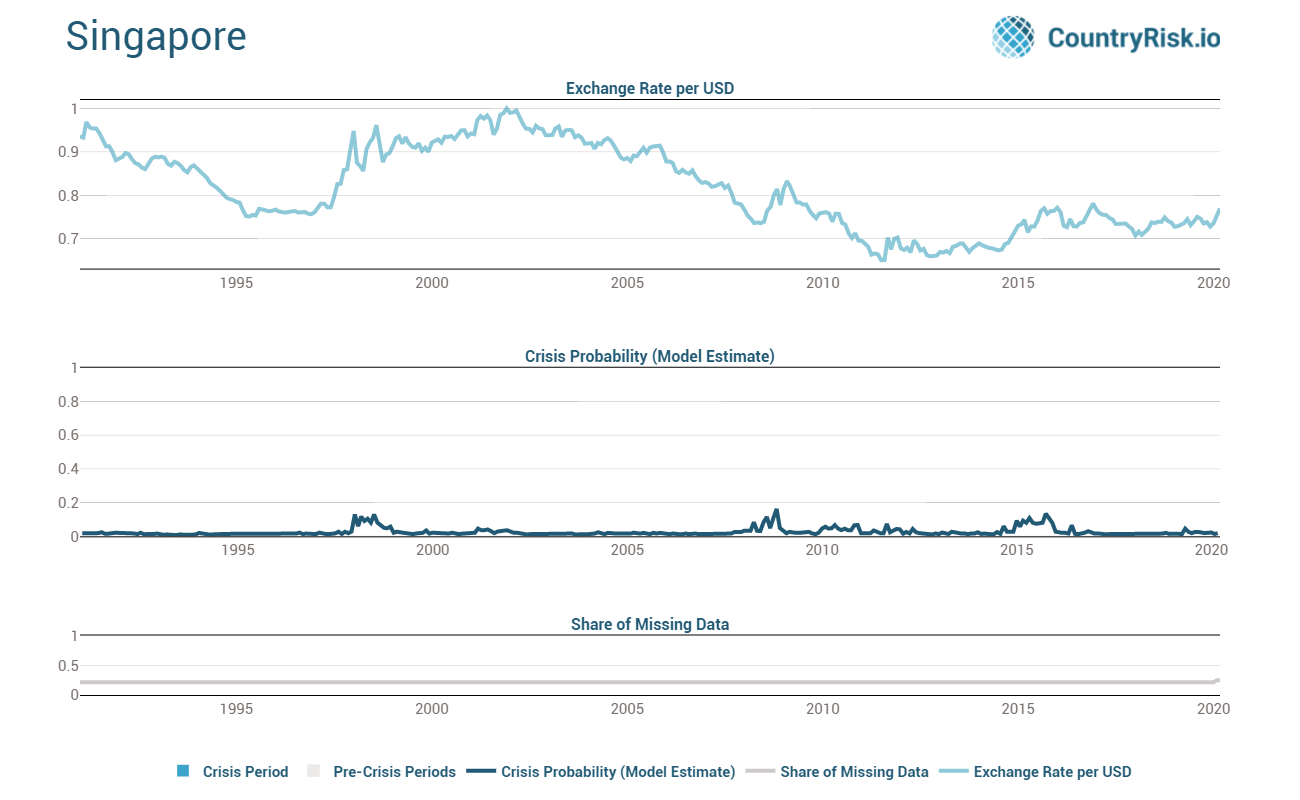 Singapore
CountryRisk.io
Exchange Rate per USD
1
0.9
0.8
0.7
1995 2000 2005 2010 2015 2020
Crisis Probability (Model Estimate)
1
0.8
0.6
0.4
0.2
0
1995 2000 2005 2010 2015 2020
Share of Missing Data
1
0.5
0
1995 2000 2005 2010 2015 2020
Crisis Period Pre-Crisis Periods Crisis Probability (Model Estimate) Share of Missing Data Exchange Rate per USD